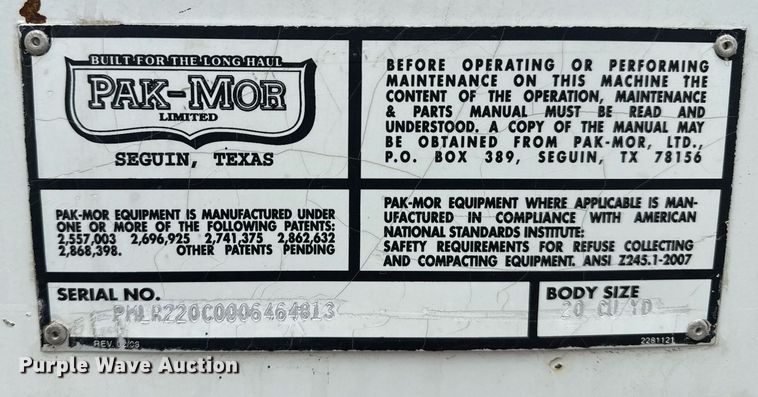 BUILT FOR THE LONG HAUL
PAK-MOR
LIMITED
SEGUIN, TEXAS
BEFORE OPERATING OR PERFORMING
MAINTENANCE ON THIS MACHINE THE
CONTENT OF THE OPERATION, MAINTENANCE
& PARTS MANUAL MUST BE READ AND
UNDERSTOOD. A COPY OF THE MANUAL MAY
BE OBTAINED FROM PAK-MOR, LTD.,
P.O. BOX 389, SEGUIN, TX 78156
PAK-MOR EQUIPMENT IS MANUFACTURED UNDER
ONE OR MORE OF THE FOLLOWING PATENTS:
2,557,003 2,696,925 2,741,375 2,862,632
2,868,398. OTHER PATENTS PENDING
PAK-MOR EQUIPMENT WHERE APPLICABLE IS MAN-
UFACTURED IN COMPLIANCE WITH AMERICAN
NATIONAL STANDARDS INSTITUTE:
SAFETY REQUIREMENTS FOR REFUSE COLLECTING
AND COMPACTING EQUIPMENT. ANSI Z245.1-2007
SERIAL NO.
BODY SIZE
20 CU/YD
REV. 02/08
2281121
Purple Wave Auction